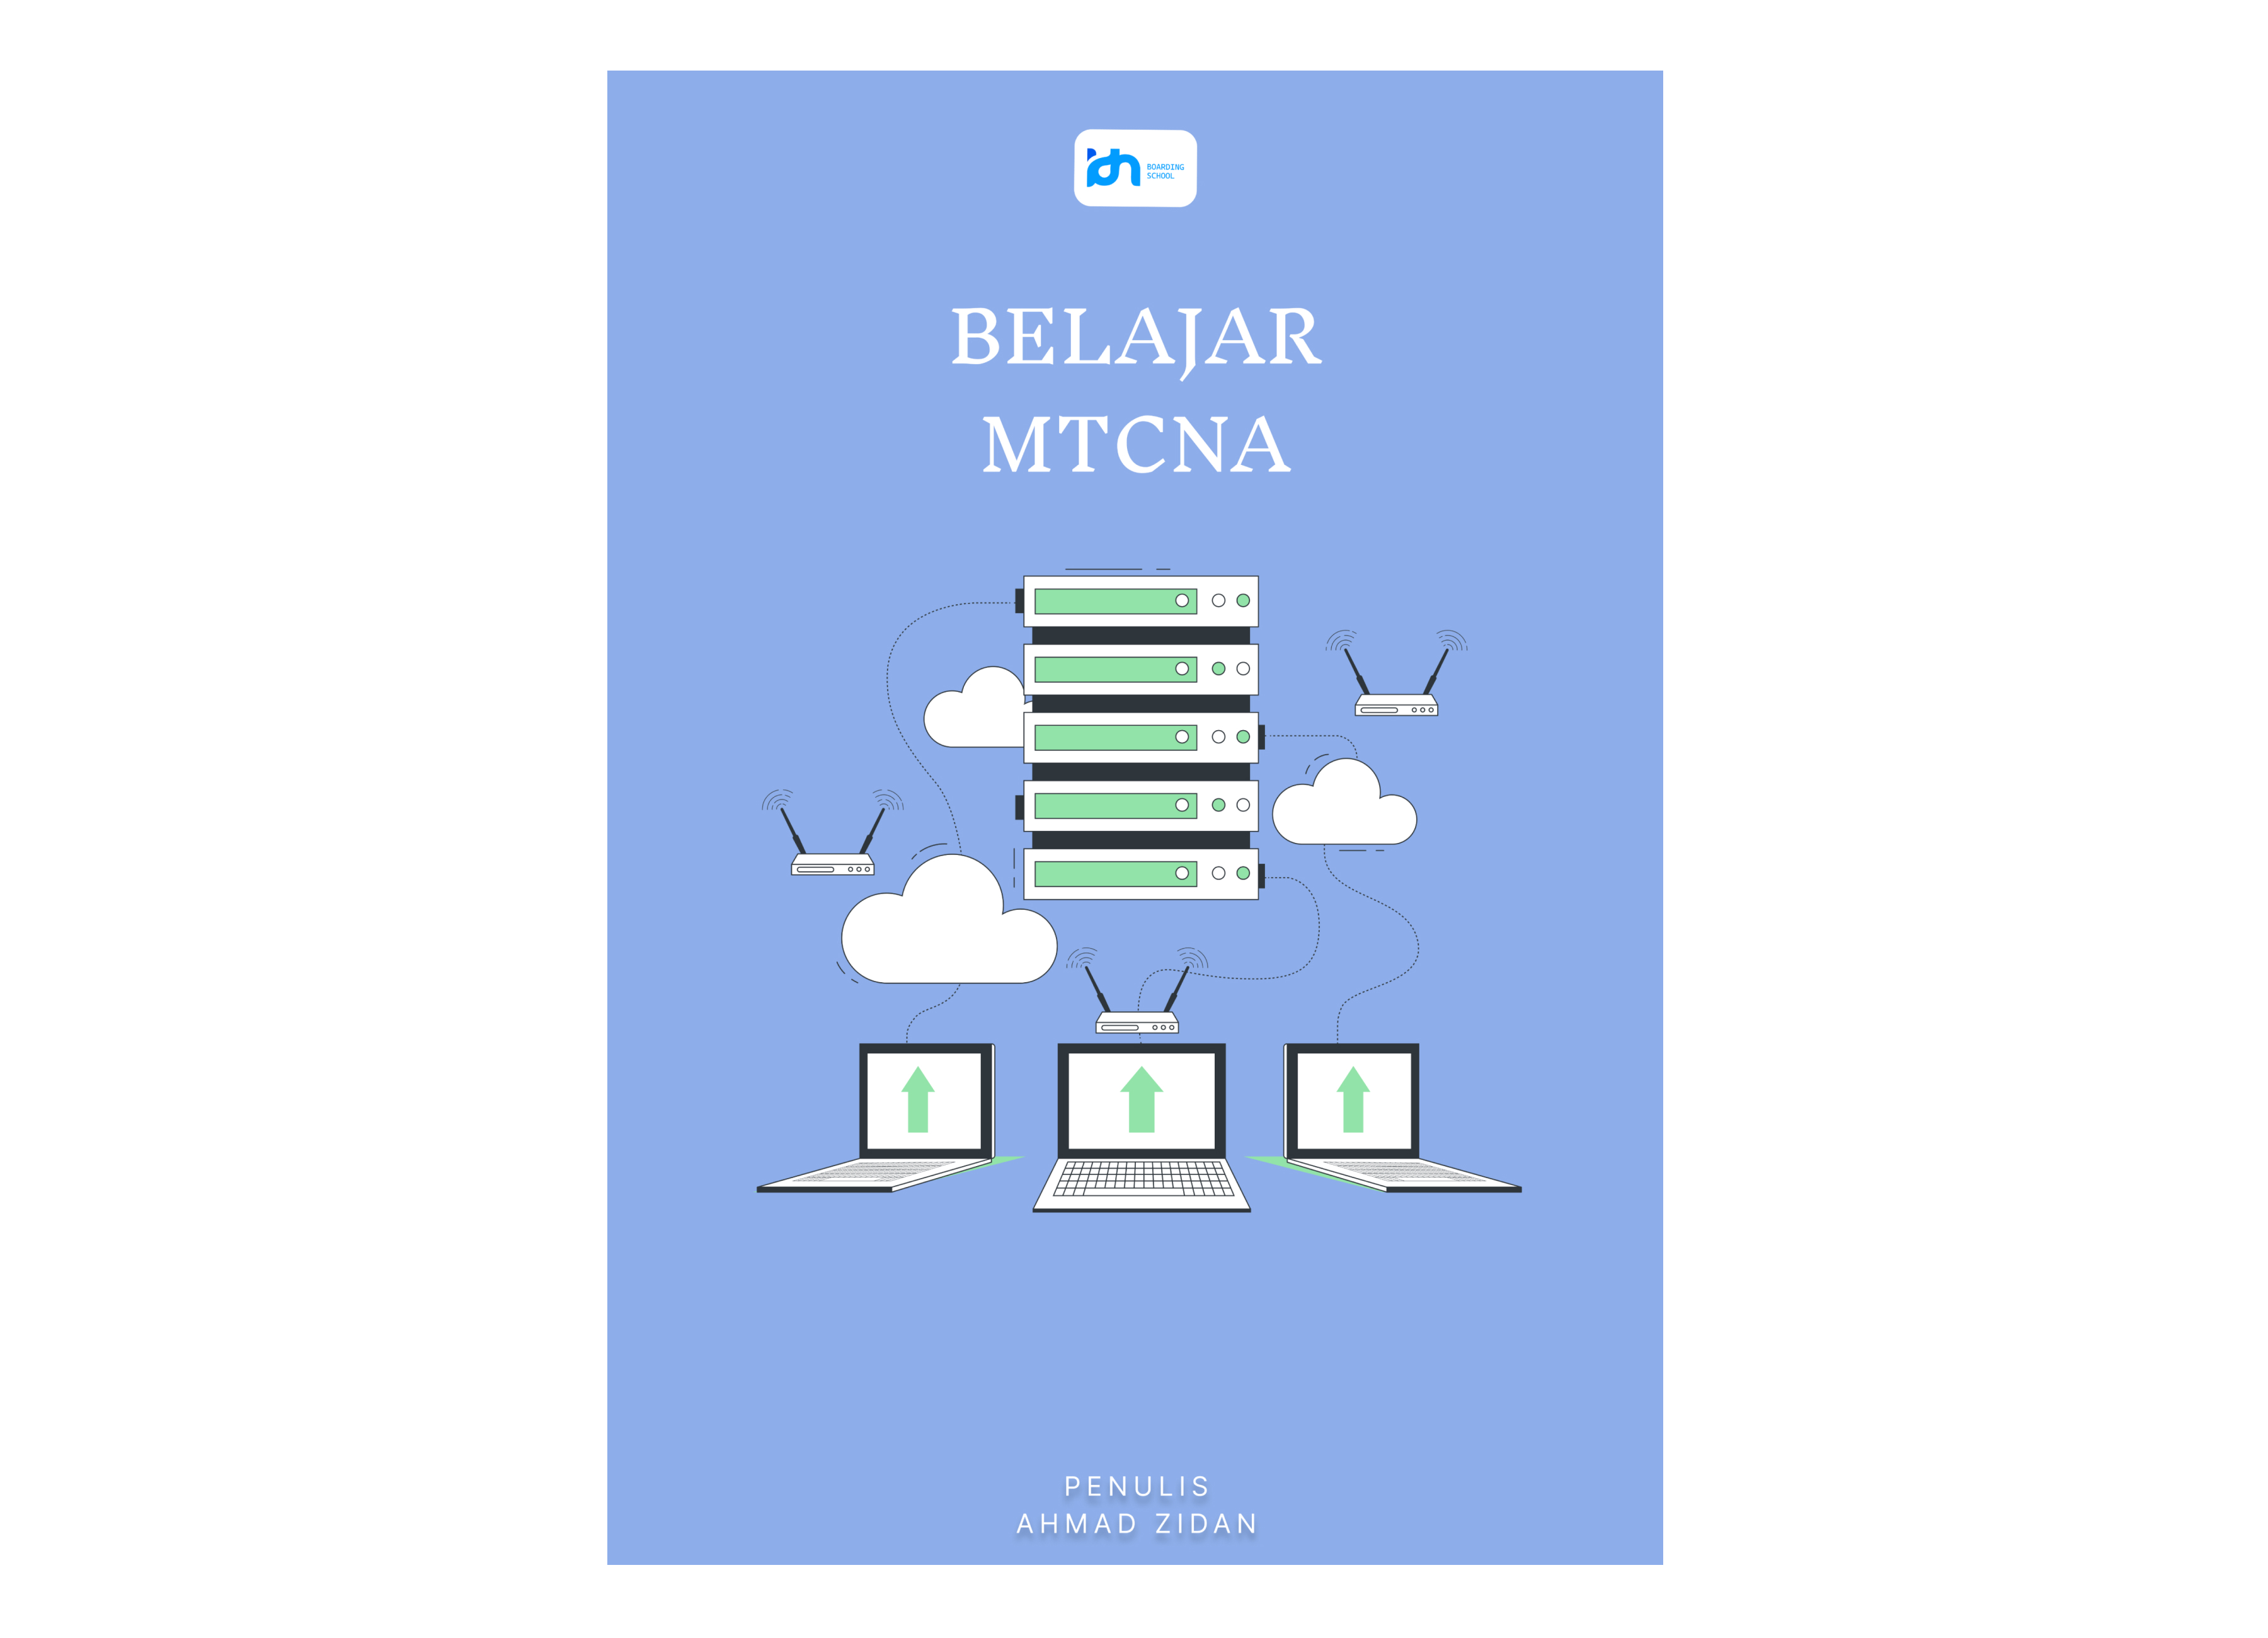 BOARDING
SCHOOL
BELAJAR
MTCNA
PENULIS
AHMAD ZIDAN